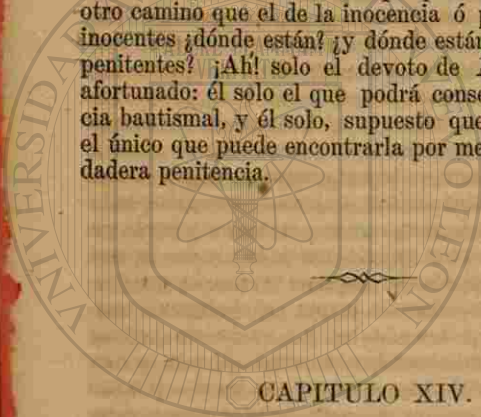 otro camino que el de la inocencia ó
inocentes ¿dónde están? ¿y dónde están
penitentes? ¡Ah! solo el devoto de
afortunado: él solo el que podrá conse
cia bautismal, y él solo, supuesto que
el único que puede encontrarla por me
dadera penitencia.
CAPITULO XIV.